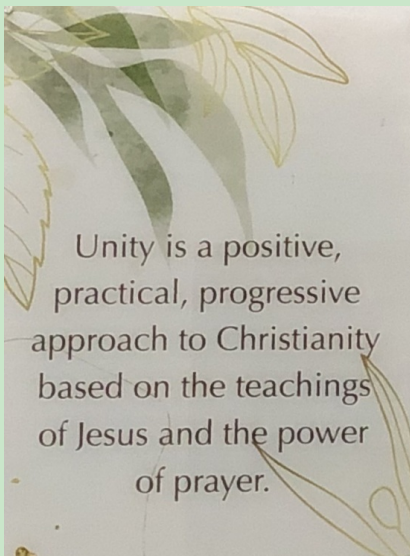 Unity is a positive,
practical, progressive
approach to Christianity
based on the teachings
of Jesus and the power
of prayer.